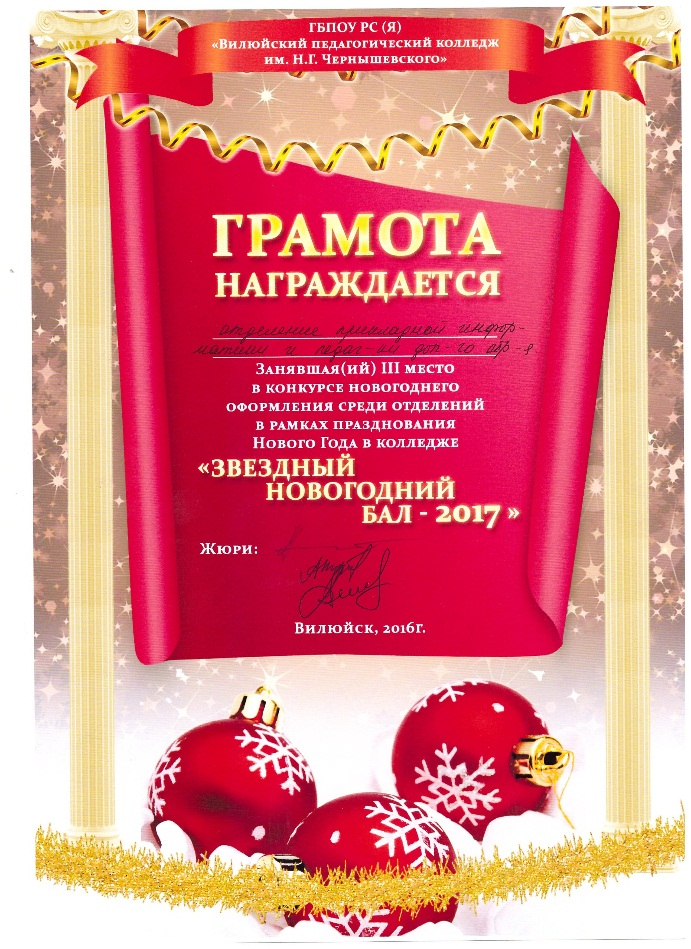 ГБПОУ РС (Я)
«Вилюйский педагогический колледж
им. Н.Г. Чернышевского»
ГРАМОТА
НАГРАЖДАЕТСЯ
отделение прикладной инфор-
матики и педаг-ки доп-го обр-я
Занявшая(ий) III место
в конкурсе новогоднего
оформления среди отделений
в рамках празднования
Нового Года в колледже
«ЗВЕЗДНЫЙ
НОВОГОДНИЙ
БАЛ - 2017 »
Жюри:
Вилюйск, 2016г.